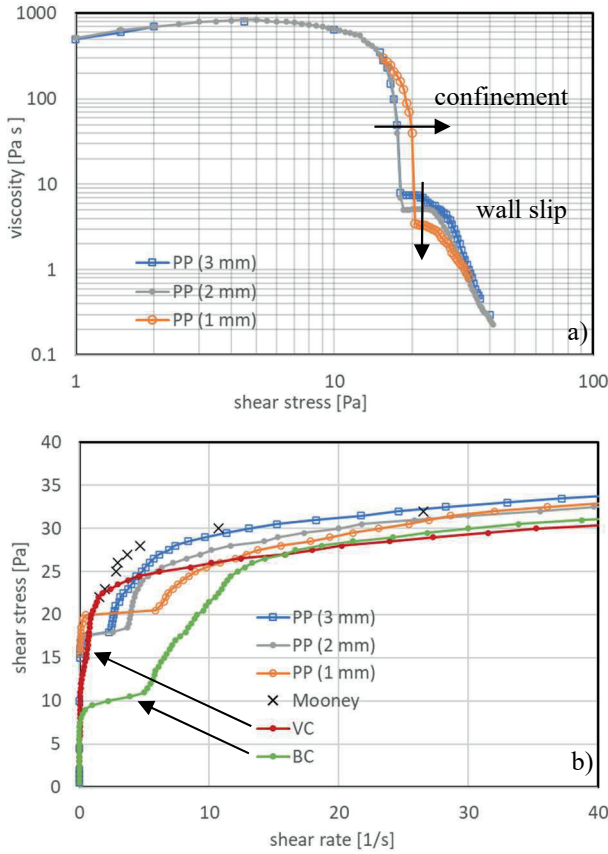 1000
100
10
1
0.1
viscosity [Pa s]
confinement
wall slip
PP (3 mm)
PP (2 mm)
PP (1 mm)
a)
1
10
100
shear stress [Pa]
40
35
30
25
20
15
10
5
0
shear stress [Pa]
PP (3 mm)
PP (2 mm)
PP (1 mm)
Mooney
VC
BC
b)
0
10
20
30
40
shear rate [1/s]